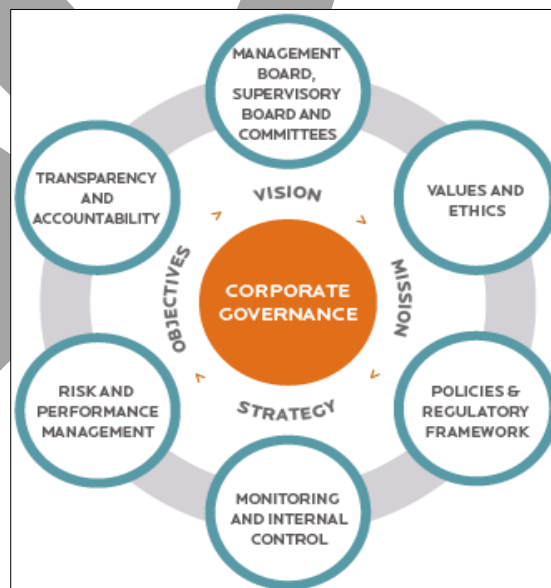 MANAGEMENT
BOARD,
SUPERVISORY
BOARD AND
COMMITTEES
TRANSPARENCY
AND
ACCOUNTABILITY
VALUES AND
ETHICS
VISION
OBJECTIVES
MISSION
CORPORATE
GOVERNANCE
STRATEGY
RISK AND
PERFORMANCE
MANAGEMENT
POLICIES &
REGULATORY
FRAMEWORK
MONITORING
AND INTERNAL
CONTROL